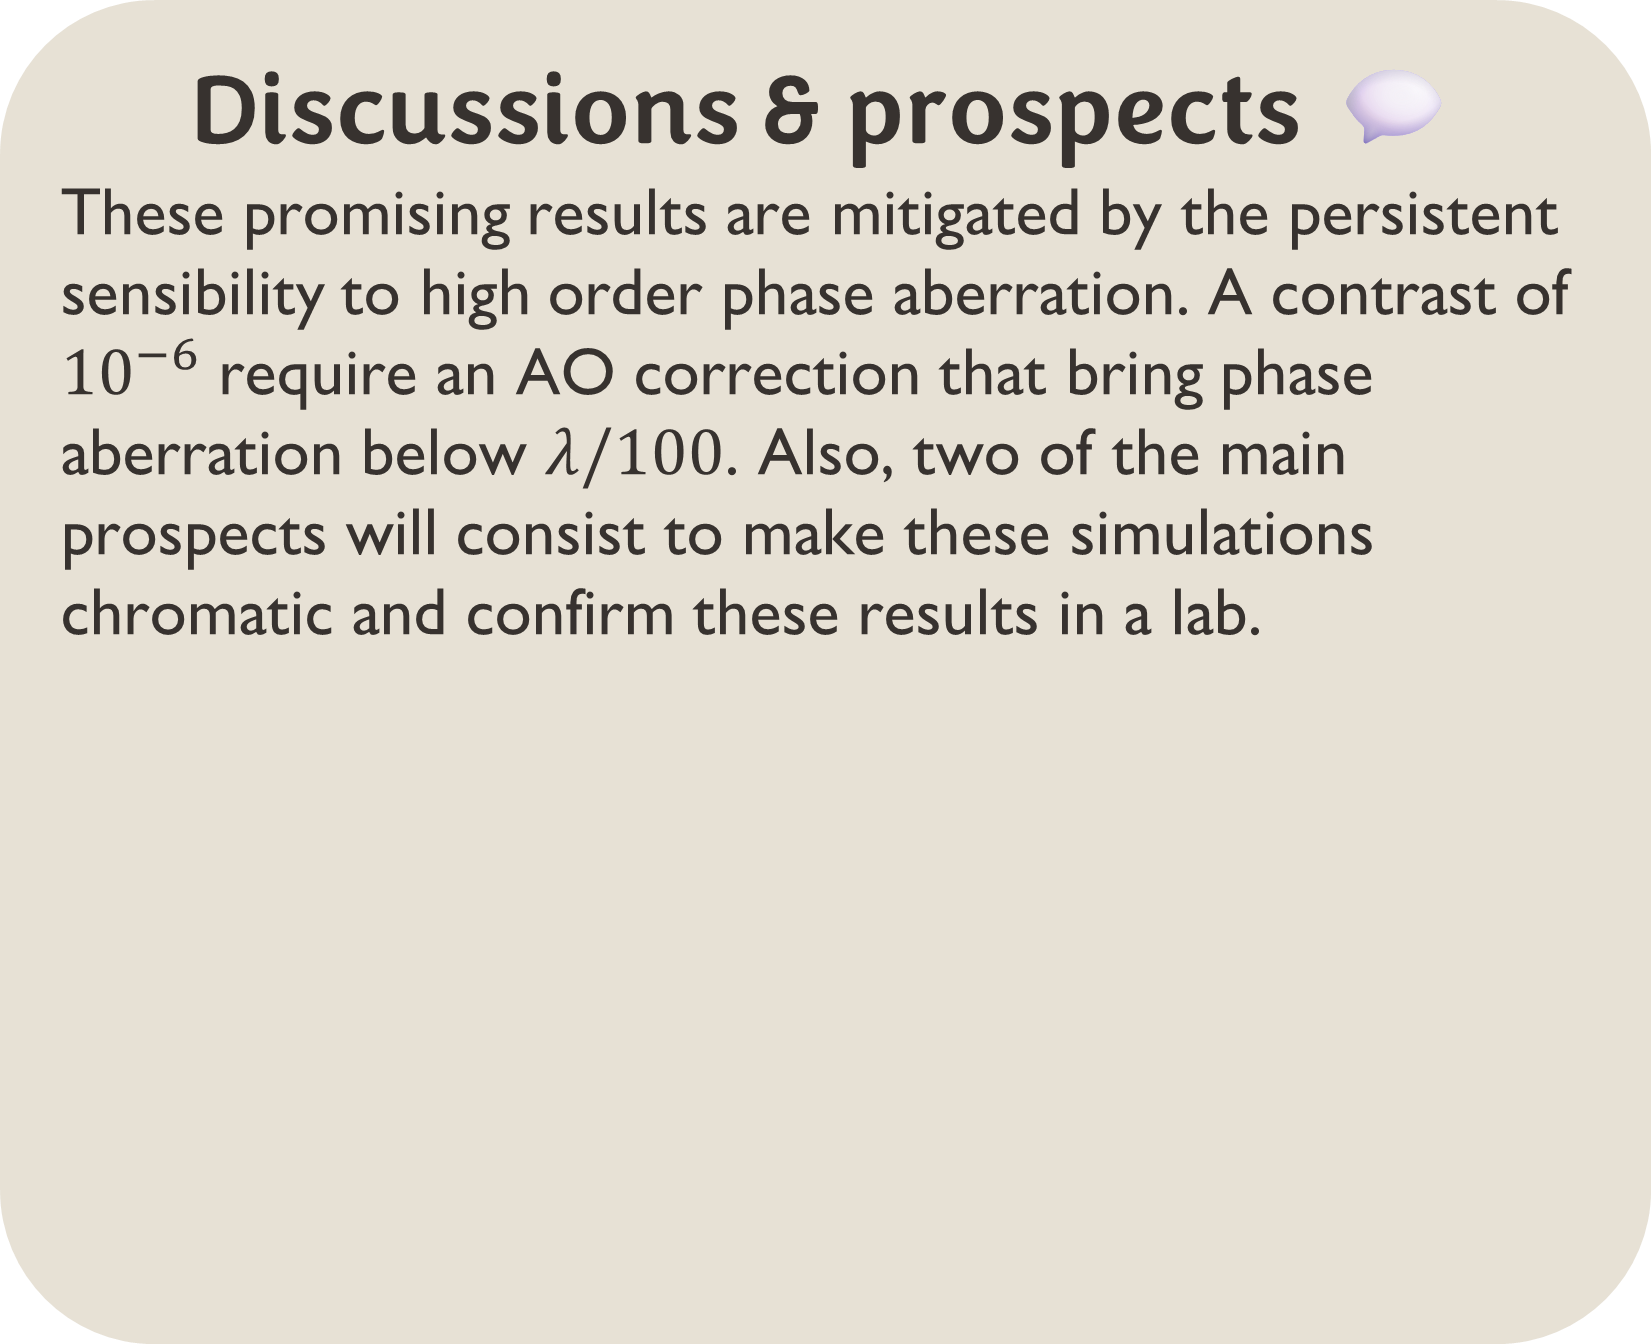 Discussions & prospects
These promising results are mitigated by the persistent
sensibility to high order phase aberration. A contrast of
10⁻⁶ require an AO correction that bring phase
aberration below λ/100. Also, two of the main
prospects will consist to make these simulations
chromatic and confirm these results in a lab.